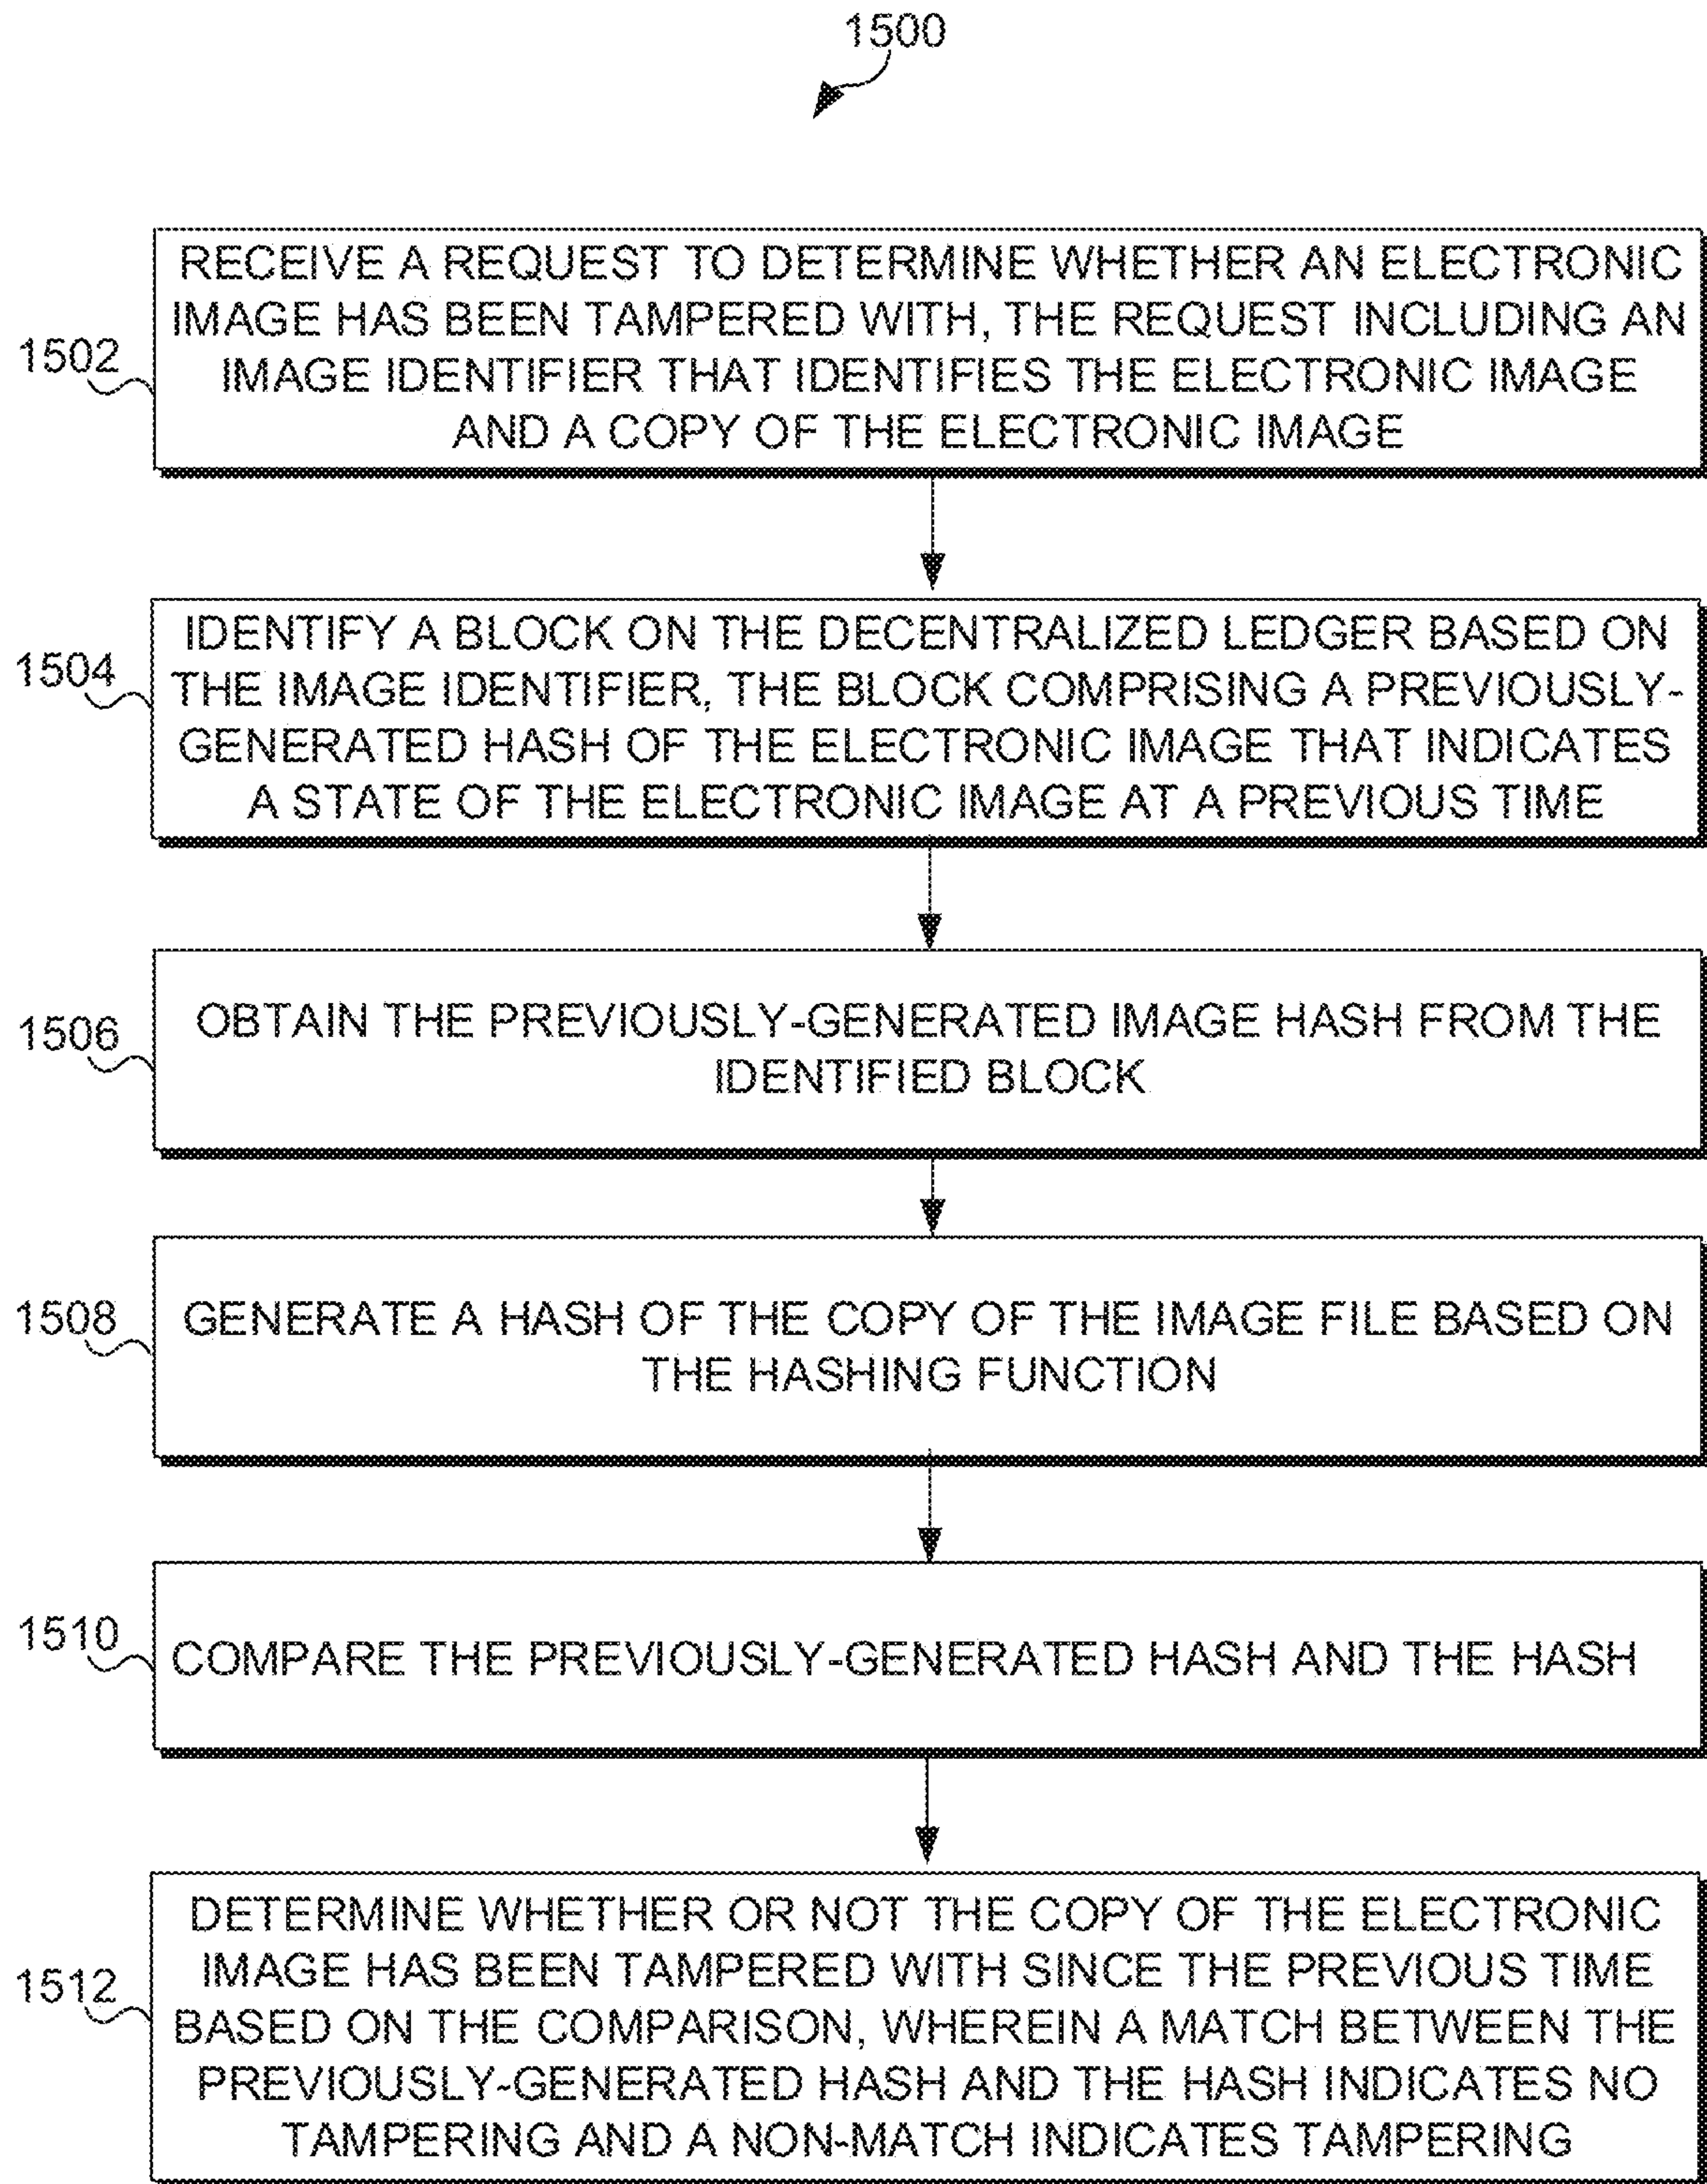 1500
1502
RECEIVE A REQUEST TO DETERMINE WHETHER AN ELECTRONIC
IMAGE HAS BEEN TAMPERED WITH, THE REQUEST INCLUDING AN
IMAGE IDENTIFIER THAT IDENTIFIES THE ELECTRONIC IMAGE
AND A COPY OF THE ELECTRONIC IMAGE
1504
IDENTIFY A BLOCK ON THE DECENTRALIZED LEDGER BASED ON
THE IMAGE IDENTIFIER, THE BLOCK COMPRISING A PREVIOUSLY-
GENERATED HASH OF THE ELECTRONIC IMAGE THAT INDICATES
A STATE OF THE ELECTRONIC IMAGE AT A PREVIOUS TIME
1506
OBTAIN THE PREVIOUSLY-GENERATED IMAGE HASH FROM THE
IDENTIFIED BLOCK
1508
GENERATE A HASH OF THE COPY OF THE IMAGE FILE BASED ON
THE HASHING FUNCTION
1510
COMPARE THE PREVIOUSLY-GENERATED HASH AND THE HASH
1512
DETERMINE WHETHER OR NOT THE COPY OF THE ELECTRONIC
IMAGE HAS BEEN TAMPERED WITH SINCE THE PREVIOUS TIME
BASED ON THE COMPARISON, WHEREIN A MATCH BETWEEN THE
PREVIOUSLY-GENERATED HASH AND THE HASH INDICATES NO
TAMPERING AND A NON-MATCH INDICATES TAMPERING